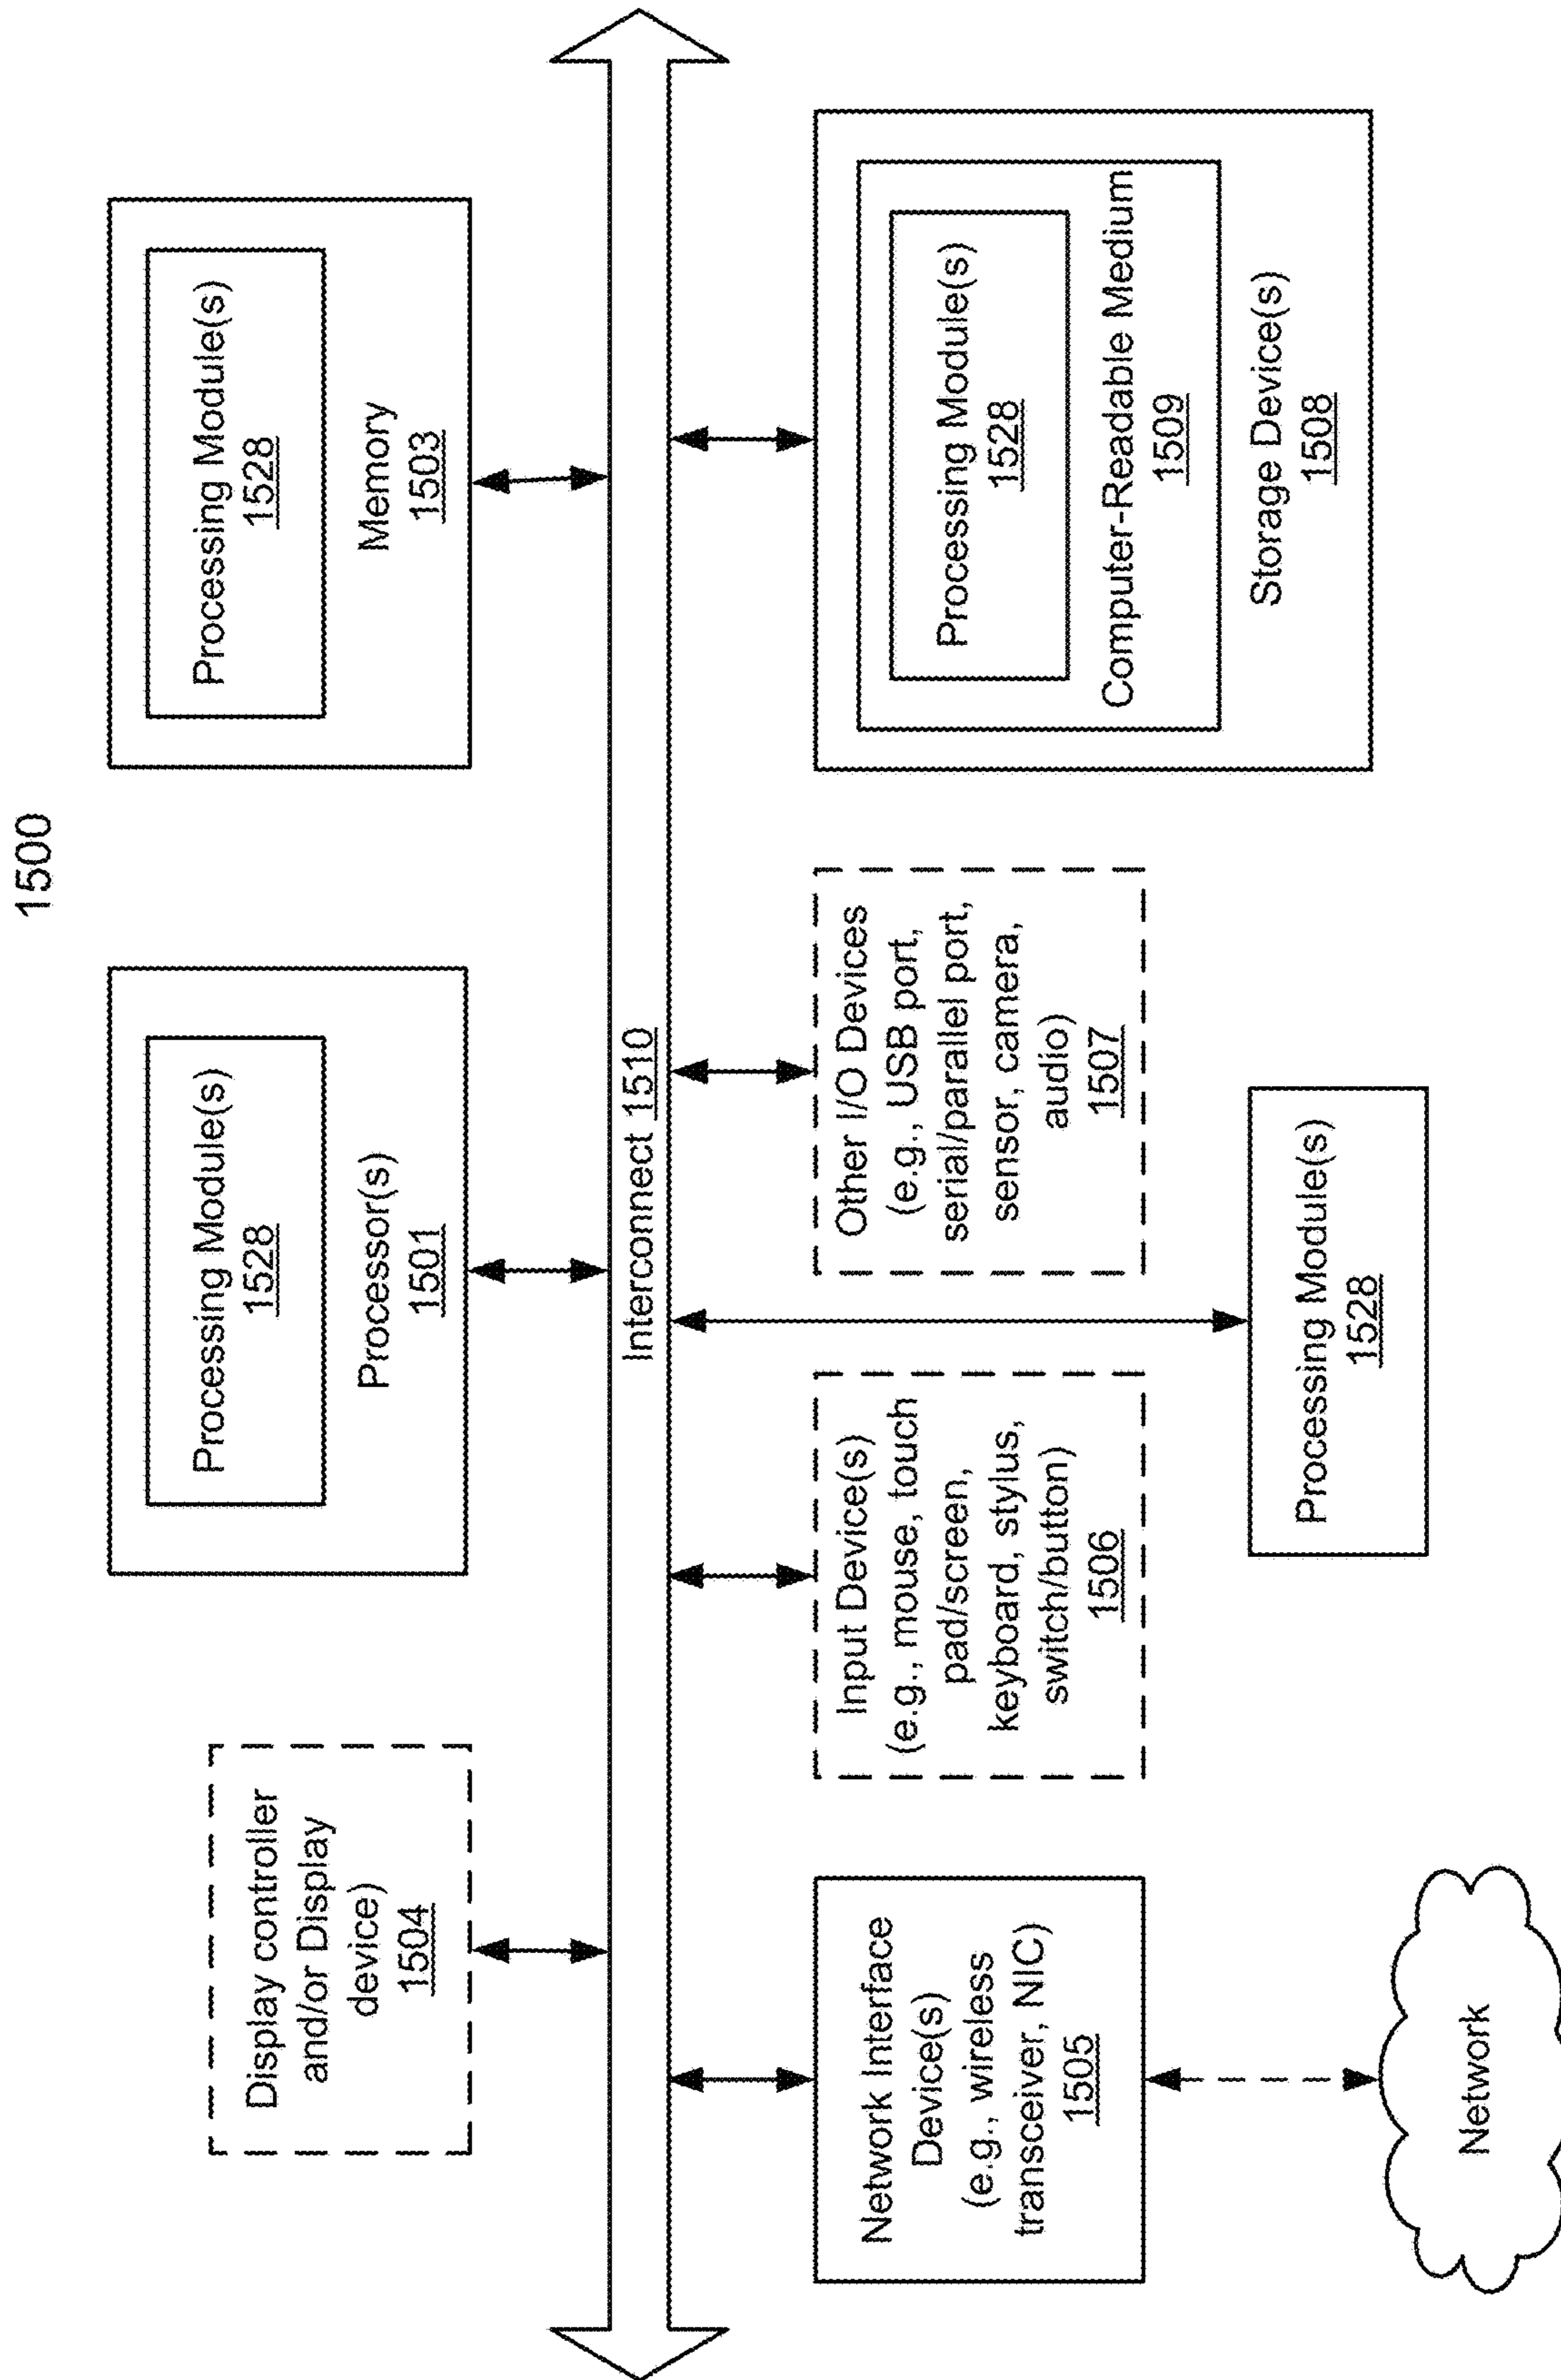 1500
Display controller
and/or Display
device)
1504
Processing Module(s)
1528
Processor(s)
1501
Processing Module(s)
1528
Memory
1503
Interconnect 1510
Network Interface
Device(s)
(e.g., wireless
transceiver, NIC)
1505
Input Device(s)
(e.g., mouse, touch
pad/screen,
keyboard, stylus,
switch/button)
1506
Other I/O Devices
(e.g., USB port,
serial/parallel port,
sensor, camera,
audio)
1507
Processing Module(s)
1528
Computer-Readable Medium
1509
Storage Device(s)
1508
Processing Module(s)
1528
Network